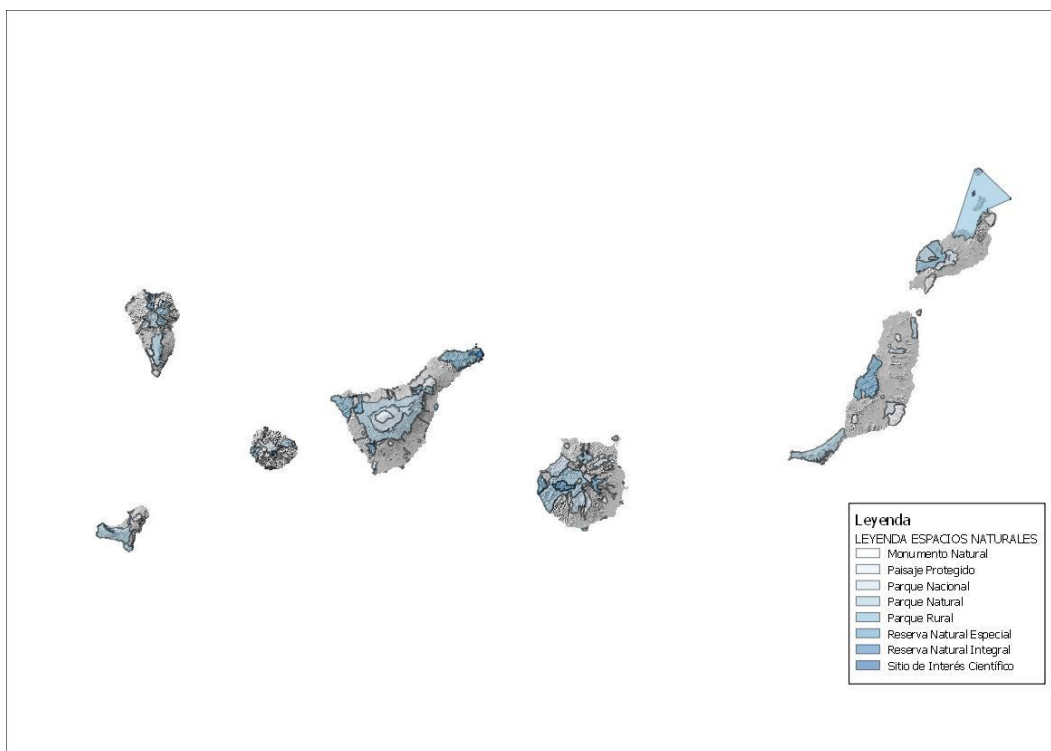 Leyenda
LEYENDA ESPACIOS NATURALES
Monumento Natural
Paisaje Protegido
Parque Nacional
Parque Natural
Parque Rural
Reserva Natural Especial
Reserva Natural Integral
Sitio de Interés Científico